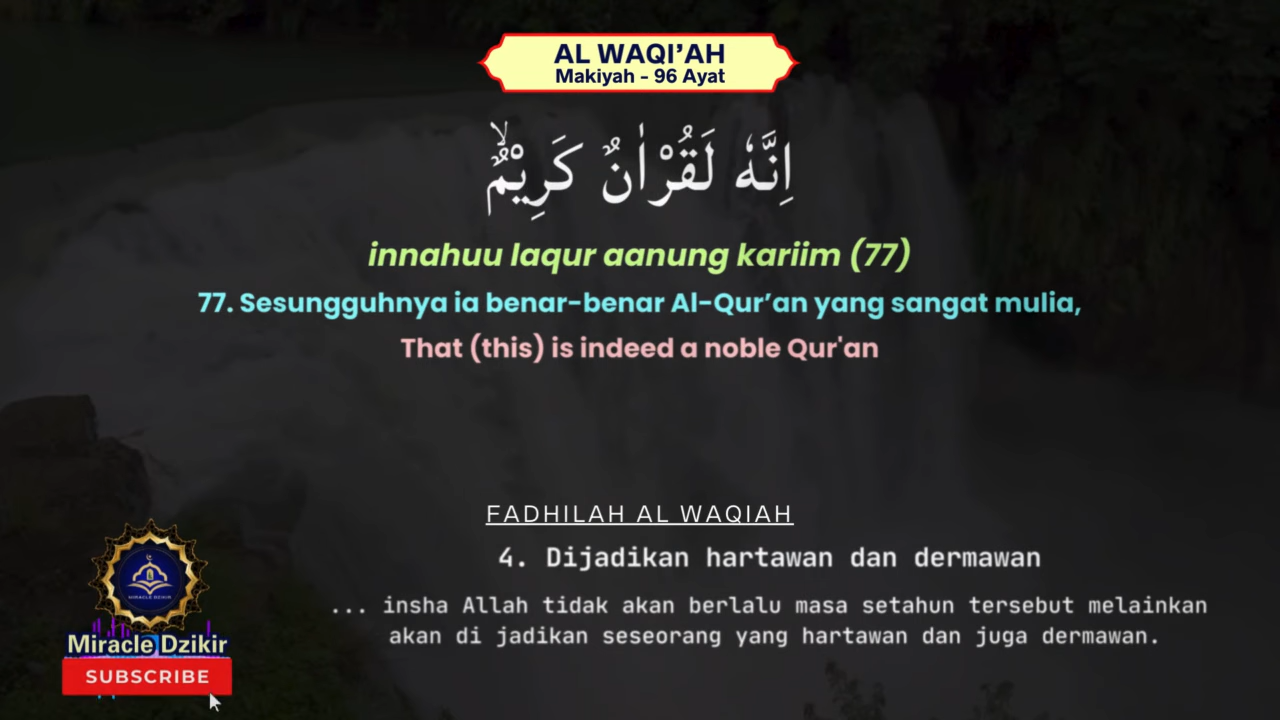 AL WAQI’AH
Makiyah - 96 Ayat
اِنَّهٗ لَقُرْاٰنٌ كَرِيْمٌۙ
innahuu laqur aanung kariim (77)
77. Sesungguhnya ia benar-benar Al-Qur’an yang sangat mulia,
That (this) is indeed a noble Qur'an
FADHILAH AL WAQIAH
4. Dijadikan hartawan dan dermawan
... insha Allah tidak akan berlalu masa setahun tersebut melainkan
akan di jadikan seseorang yang hartawan dan juga dermawan.
MIRACLE DZIKIR
Miracle Dzikir
SUBSCRIBE